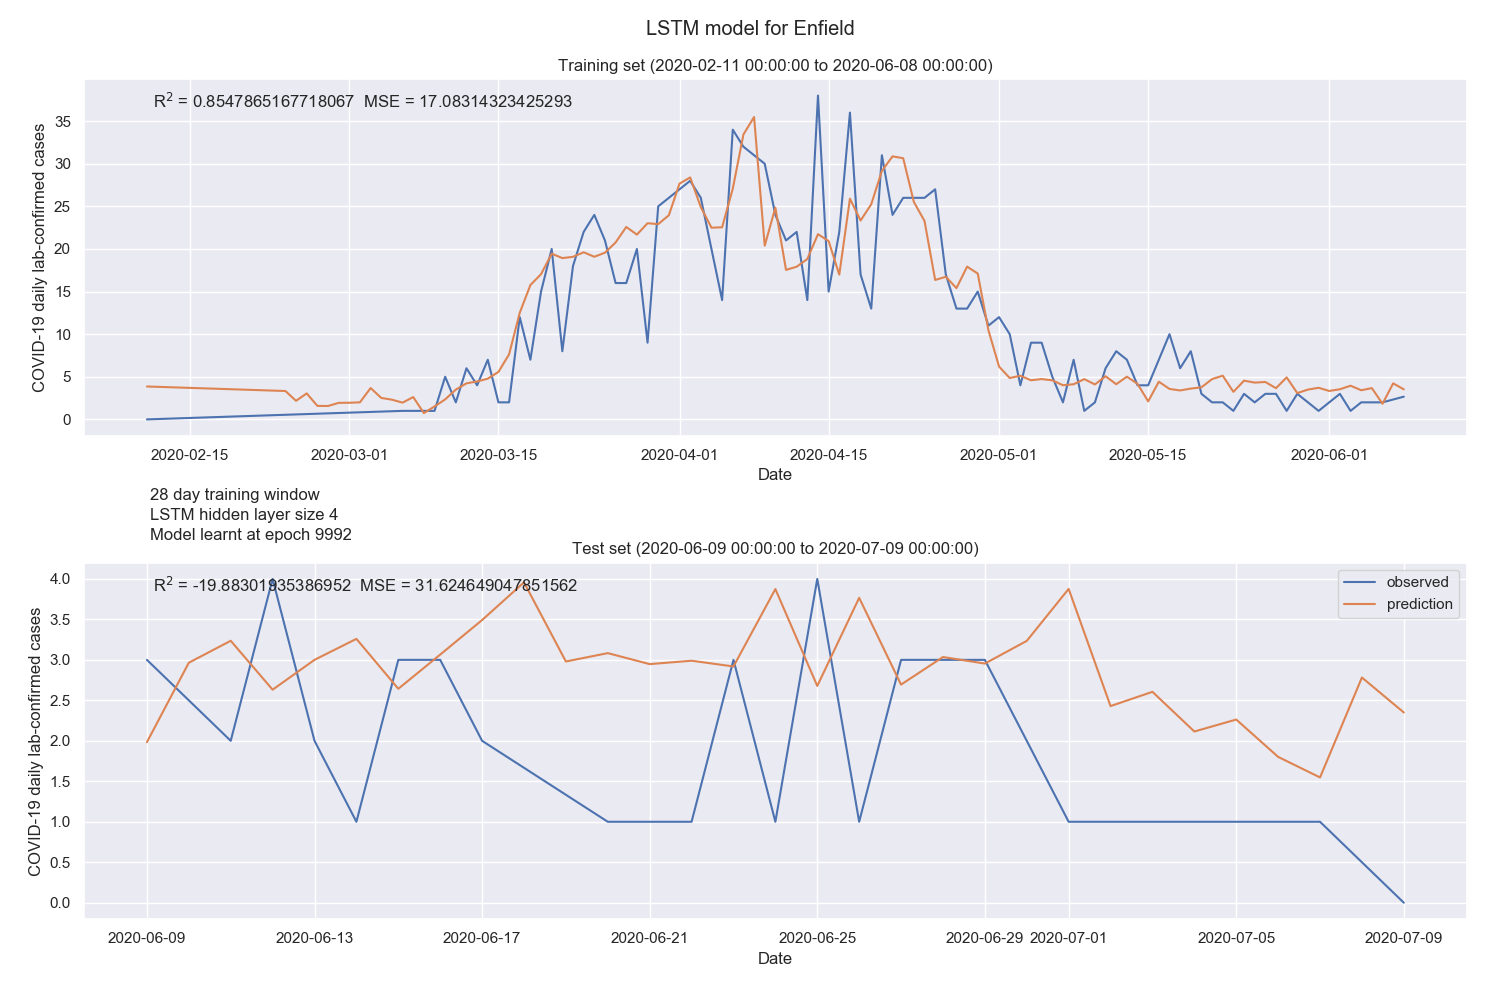 LSTM model for Enfield
Training set (2020-02-11 00:00:00 to 2020-06-08 00:00:00)
R² = 0.8547865167718067 MSE = 17.08314323425293
COVID-19 daily lab-confirmed cases
35
30
25
20
15
10
5
0
2020-02-15 2020-03-01 2020-03-15 2020-04-01 2020-04-15 2020-05-01 2020-05-15 2020-06-01
Date
28 day training window
LSTM hidden layer size 4
Model learnt at epoch 9992
Test set (2020-06-09 00:00:00 to 2020-07-09 00:00:00)
R² = -19.88301935386952 MSE = 31.624649047851562
observed
prediction
COVID-19 daily lab-confirmed cases
4.0
3.5
3.0
2.5
2.0
1.5
1.0
0.5
0.0
2020-06-09 2020-06-13 2020-06-17 2020-06-21 2020-06-25 2020-06-29 2020-07-01 2020-07-05 2020-07-09
Date